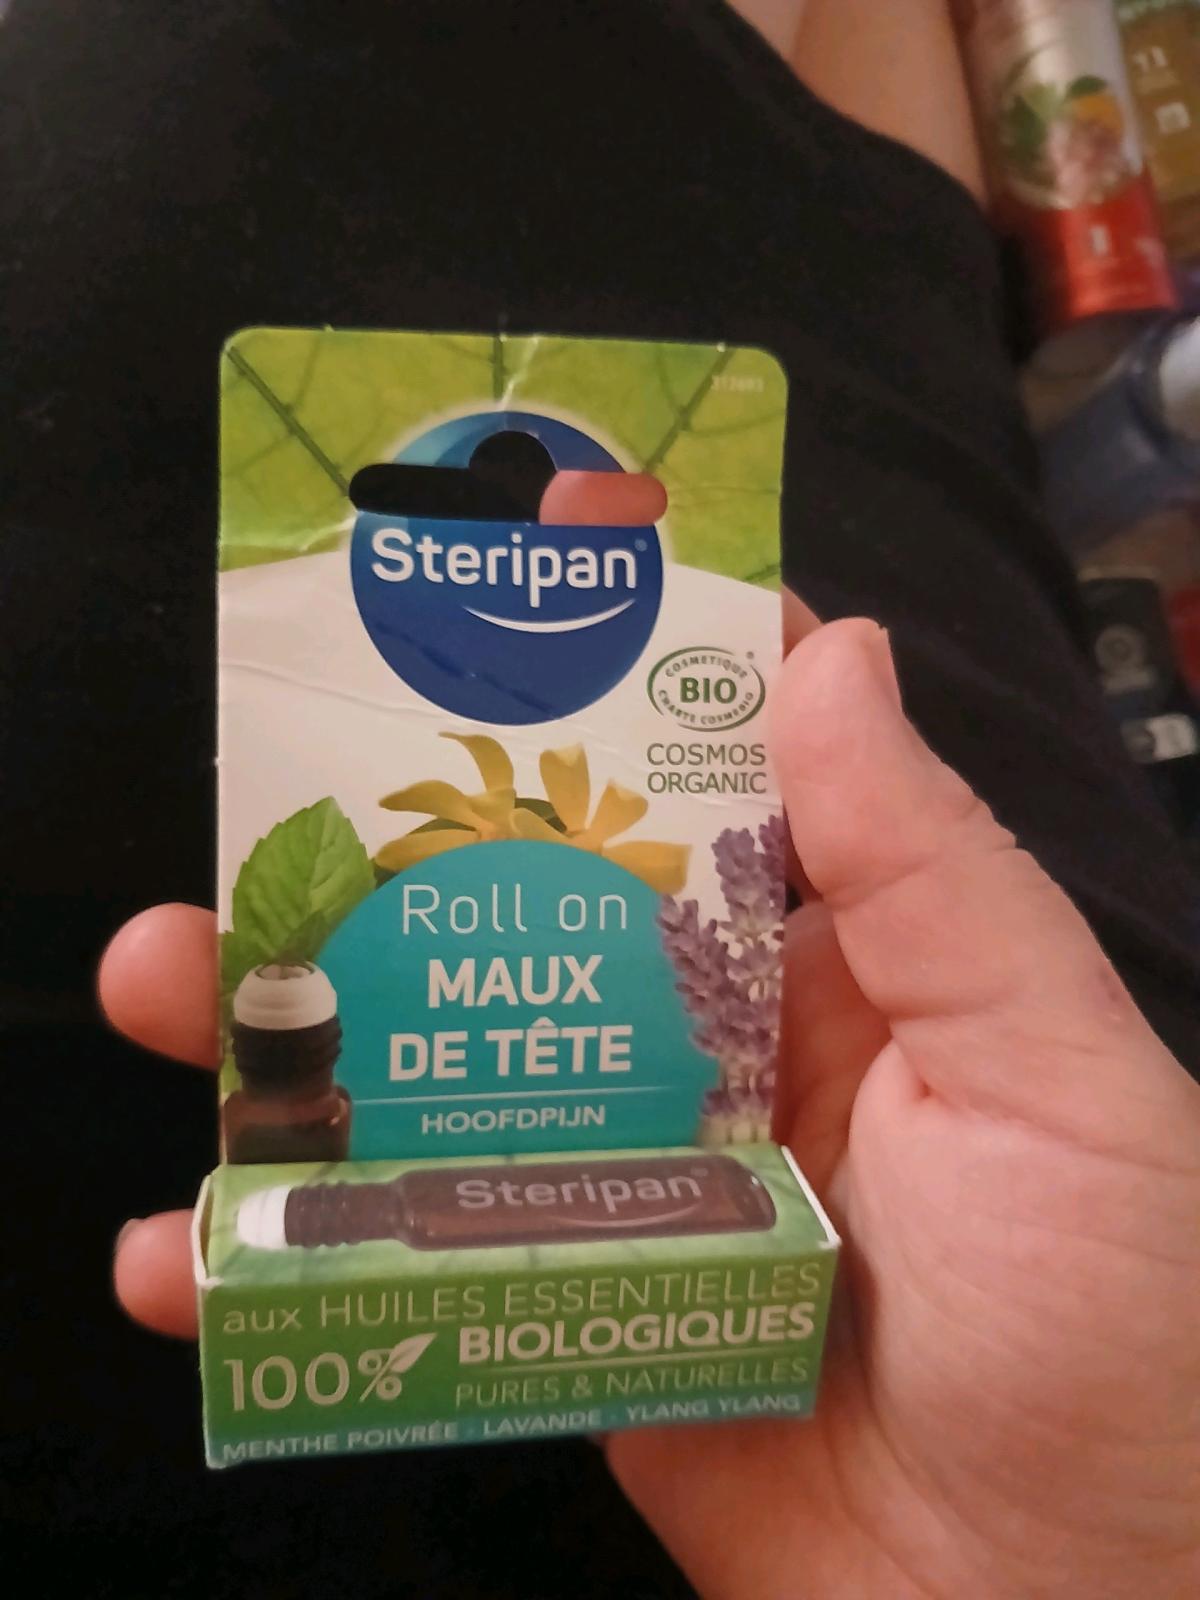 Steripan®
COSMETIQUE
BIO
CHARTE COSMEBIO
COSMOS
ORGANIC
Roll on
MAUX
DE TÊTE
HOOFDPIJN
Steripan
aux HUILES ESSENTIELLES
100% BIOLOGIQUES
PURES & NATURELLES
MENTHE POIVRÉE · LAVANDE · YLANG YLANG